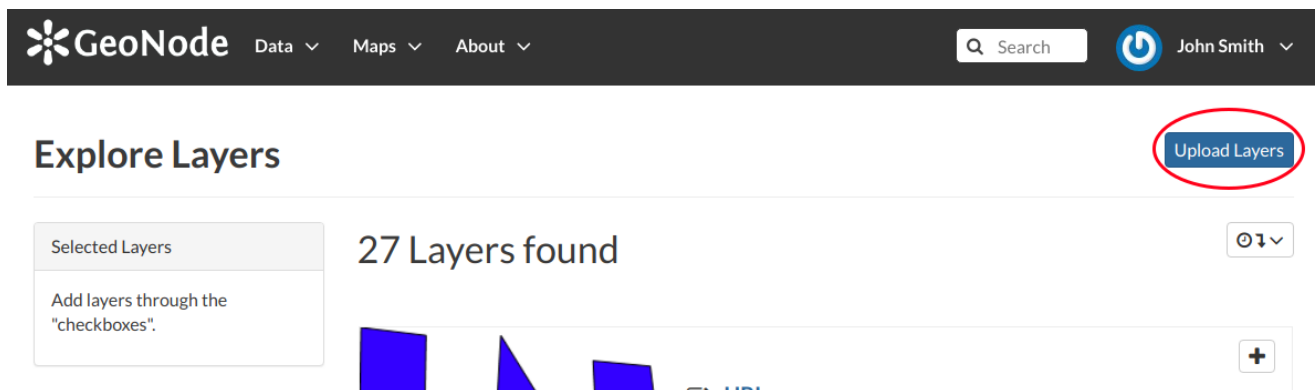 GeoNode Data Maps About Search John Smith
Explore Layers
Upload Layers
Selected Layers
Add layers through the
"checkboxes".
27 Layers found